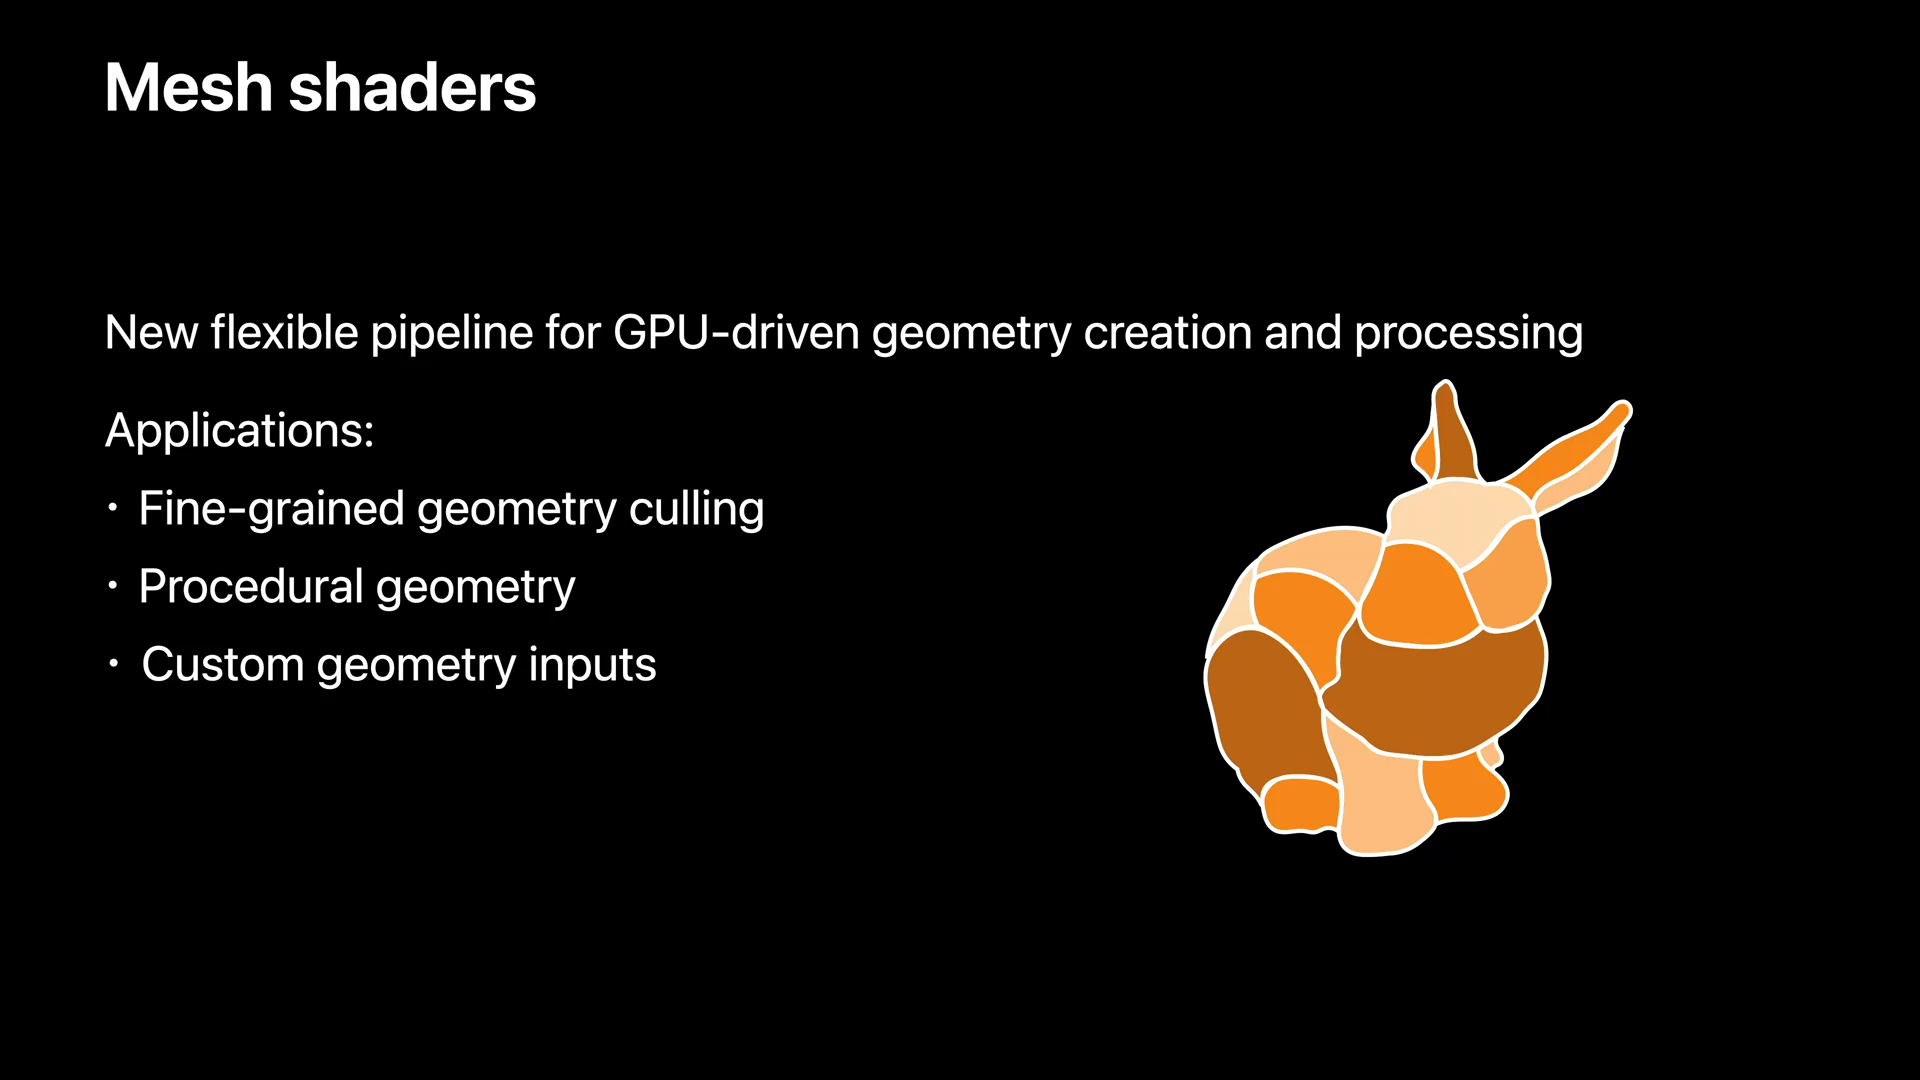 Mesh shaders
New flexible pipeline for GPU-driven geometry creation and processing
Applications:
• Fine-grained geometry culling
• Procedural geometry
• Custom geometry inputs